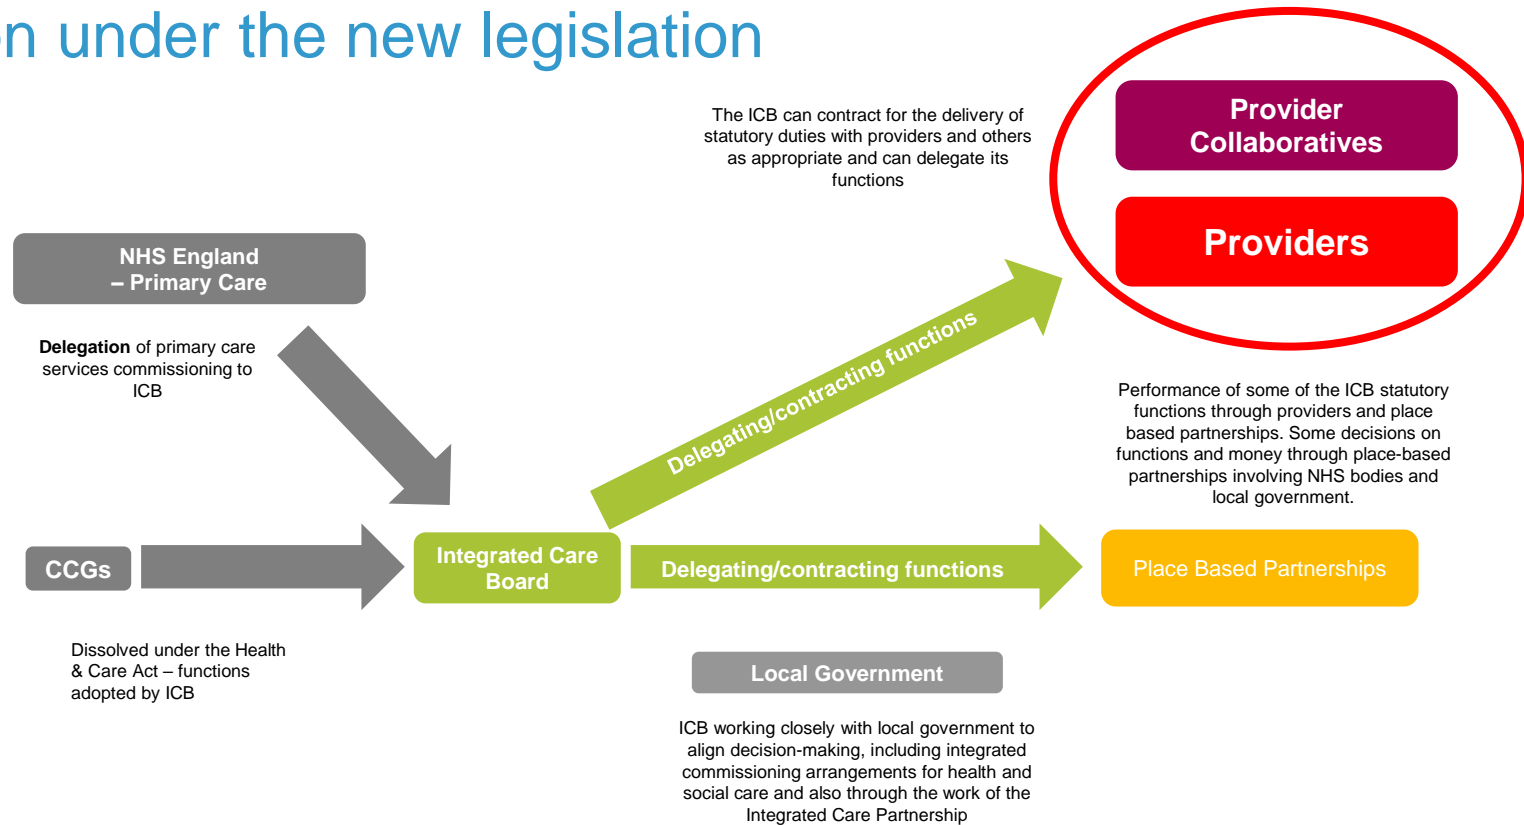 n under the new legislation
The ICB can contract for the delivery of
statutory duties with providers and others
as appropriate and can delegate its
functions
Provider
Collaboratives
Providers
NHS England
– Primary Care
Delegation of primary care
services commissioning to
ICB
Delegating/contracting functions
Performance of some of the ICB statutory
functions through providers and place
based partnerships. Some decisions on
functions and money through place-based
partnerships involving NHS bodies and
local government.
CCGs
Integrated Care
Board
Delegating/contracting functions
Place Based Partnerships
Dissolved under the Health
& Care Act – functions
adopted by ICB
Local Government
ICB working closely with local government to
align decision-making, including integrated
commissioning arrangements for health and
social care and also through the work of the
Integrated Care Partnership